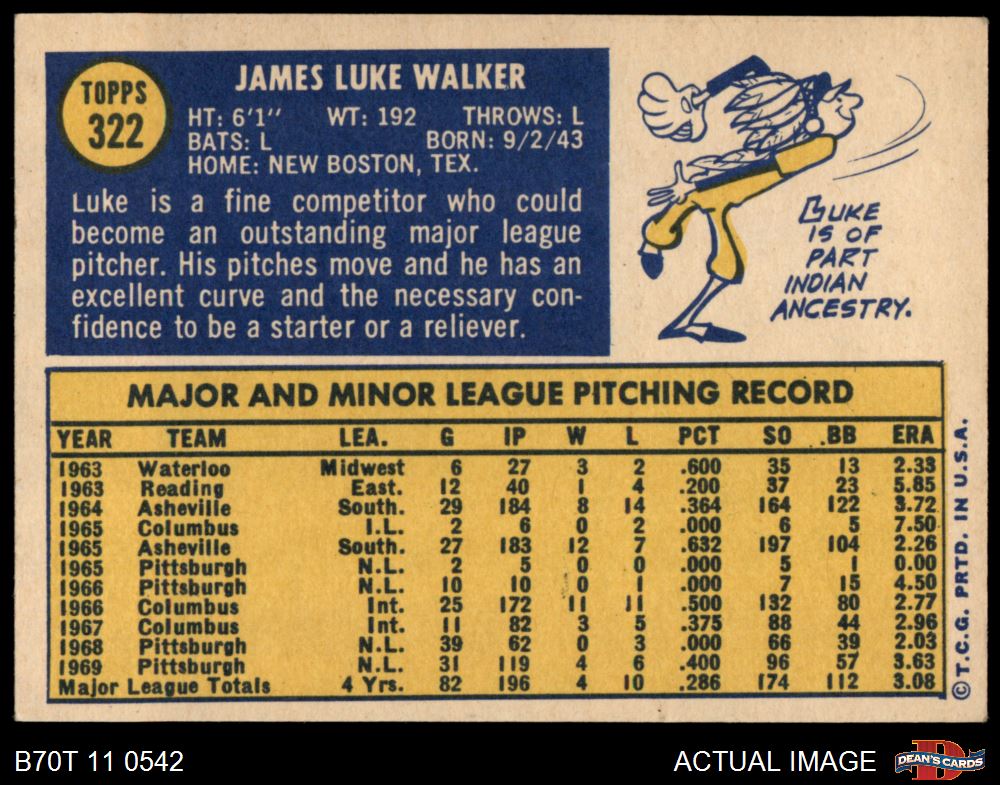 TOPPS
322
JAMES LUKE WALKER
HT: 6'1" WT: 192 THROWS: L
BATS: L BORN: 9/2/43
HOME: NEW BOSTON, TEX.
Luke is a fine competitor who could
become an outstanding major league
pitcher. His pitches move and he has an
excellent curve and the necessary con-
fidence to be a starter or a reliever.
LUKE
IS OF
PART
INDIAN
ANCESTRY.
MAJOR AND MINOR LEAGUE PITCHING RECORD
YEAR TEAM LEA. G IP W L PCT SO BB ERA
1963 Waterloo Midwest 6 27 3 2 .600 35 13 2.33
1963 Reading East. 12 40 1 4 .200 37 23 5.85
1964 Asheville South. 29 184 8 14 .364 164 122 3.72
1965 Columbus I.L. 2 6 0 2 .000 6 5 7.50
1965 Asheville South. 27 183 12 7 .632 197 104 2.26
1965 Pittsburgh N.L. 2 5 0 0 .000 5 1 0.00
1966 Pittsburgh N.L. 10 10 0 1 .000 7 15 4.50
1966 Columbus Int. 25 172 11 11 .500 132 80 2.77
1967 Columbus Int. 11 82 3 5 .375 88 44 2.96
1968 Pittsburgh N.L. 39 62 0 3 .000 66 39 2.03
1969 Pittsburgh N.L. 31 119 4 6 .400 96 57 3.63
Major League Totals 4 Yrs. 82 196 4 10 .286 174 112 3.08
© T.C.G. PRTD. IN U.S.A.
B70T 11 0542
ACTUAL IMAGE
DEAN'S CARDS